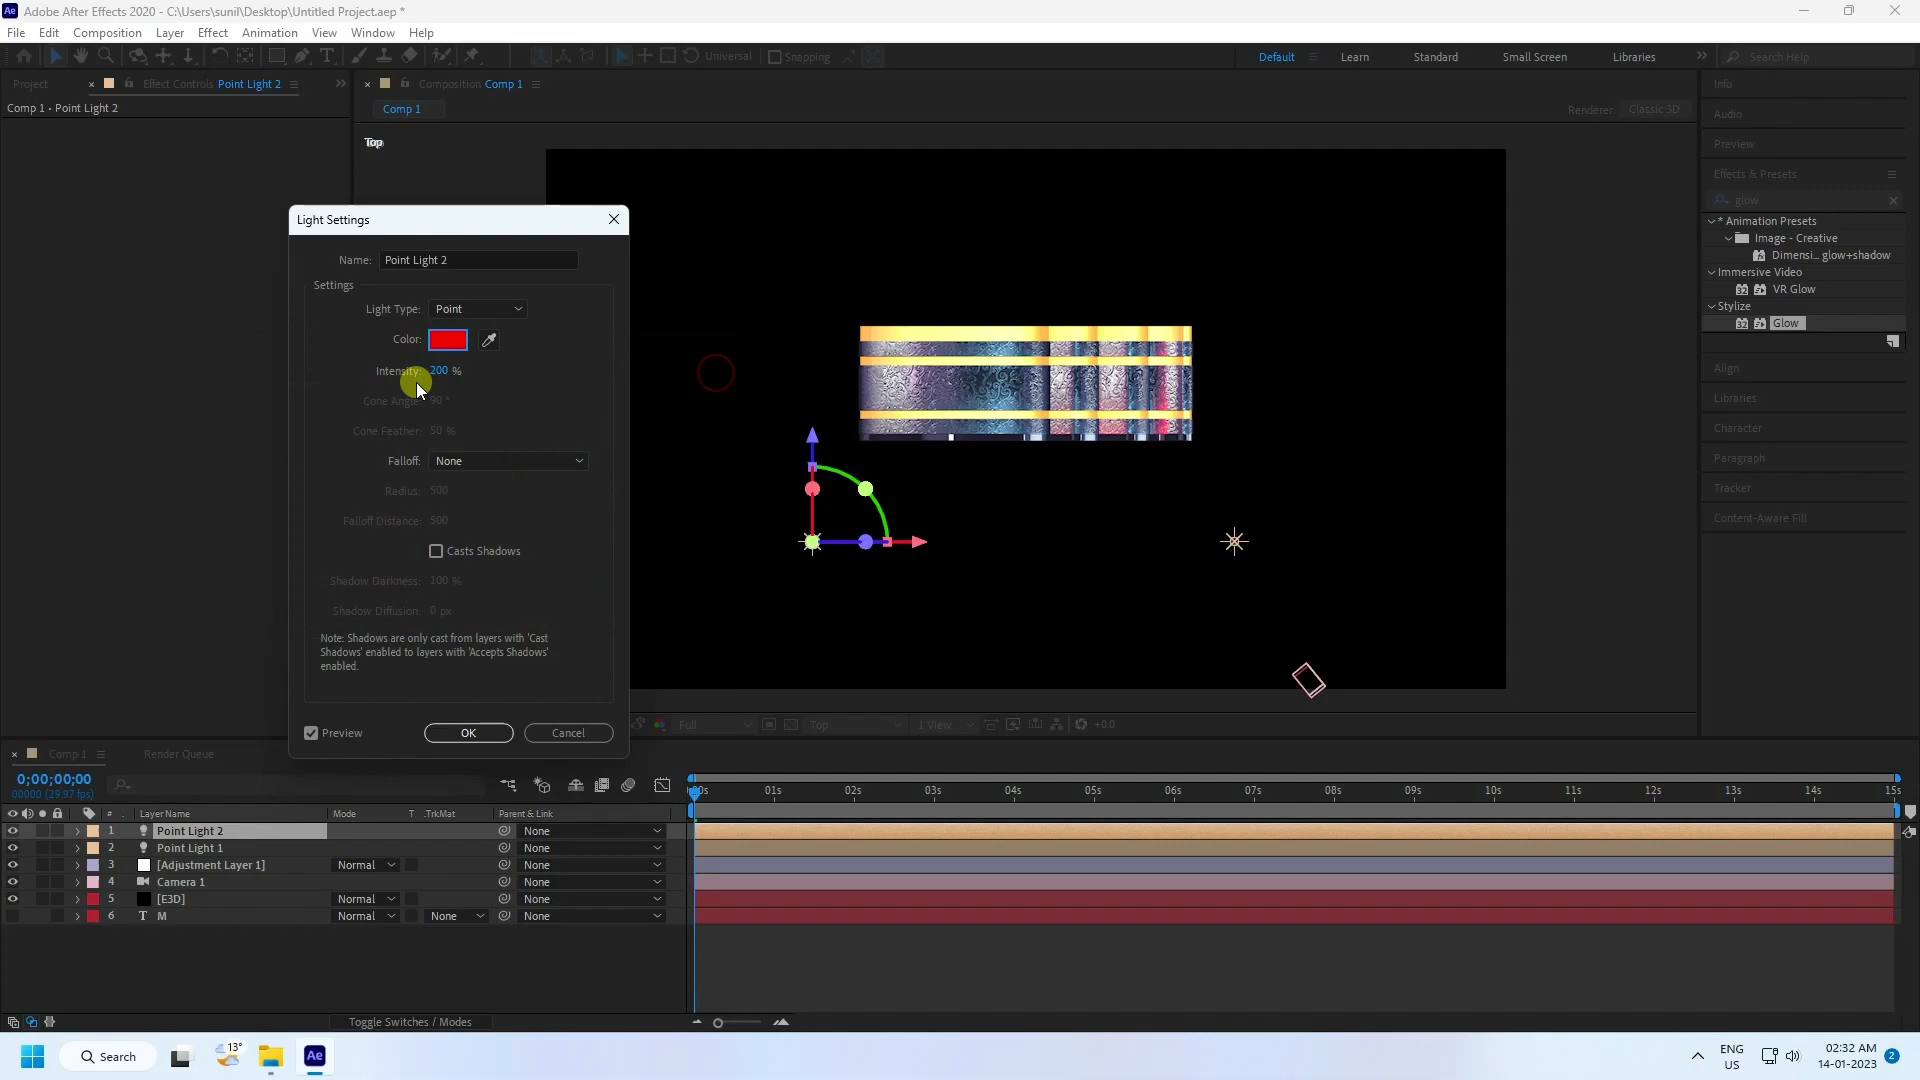 Adobe After Effects 2020 - C:\Users\sunil\Desktop\Untitled Project.aep *
File Edit Composition Layer Effect Animation View Window Help
Universal Snapping Default Learn Standard Small Screen Libraries Search Help
Project Effect Controls Point Light 2
Composition Comp 1
Info
Comp 1 • Point Light 2
Comp 1
Renderer: Classic 3D
Audio
Top
Preview
Effects & Presets
glow
* Animation Presets
Image - Creative
Dimensi... glow+shadow
Immersive Video
VR Glow
Stylize
Glow
Align
Libraries
Character
Paragraph
Tracker
Content-Aware Fill
Light Settings
Name: Point Light 2
Settings
Light Type: Point
Color:
Intensity: 200 %
Cone Angle: 90 °
Cone Feather: 50 %
Falloff: None
Radius: 500
Falloff Distance: 500
Casts Shadows
Shadow Darkness: 100 %
Shadow Diffusion: 0 px
Note: Shadows are only cast from layers with 'Cast
Shadows' enabled to layers with 'Accepts Shadows'
enabled.
Preview OK Cancel
Full Top 1 View +0.0
Comp 1 Render Queue
0;00;00;00
00000 (29.97 fps)
00s 01s 02s 03s 04s 05s 06s 07s 08s 09s 10s 11s 12s 13s 14s 15s
# Layer Name Mode T .TrkMat Parent & Link
1 Point Light 2 None
2 Point Light 1 None
3 [Adjustment Layer 1] Normal None
4 Camera 1 None
5 [E3D] Normal None
6 T M Normal None None
Toggle Switches / Modes
13°
Search
Ae
ENG
US
02:32 AM
14-01-2023
2